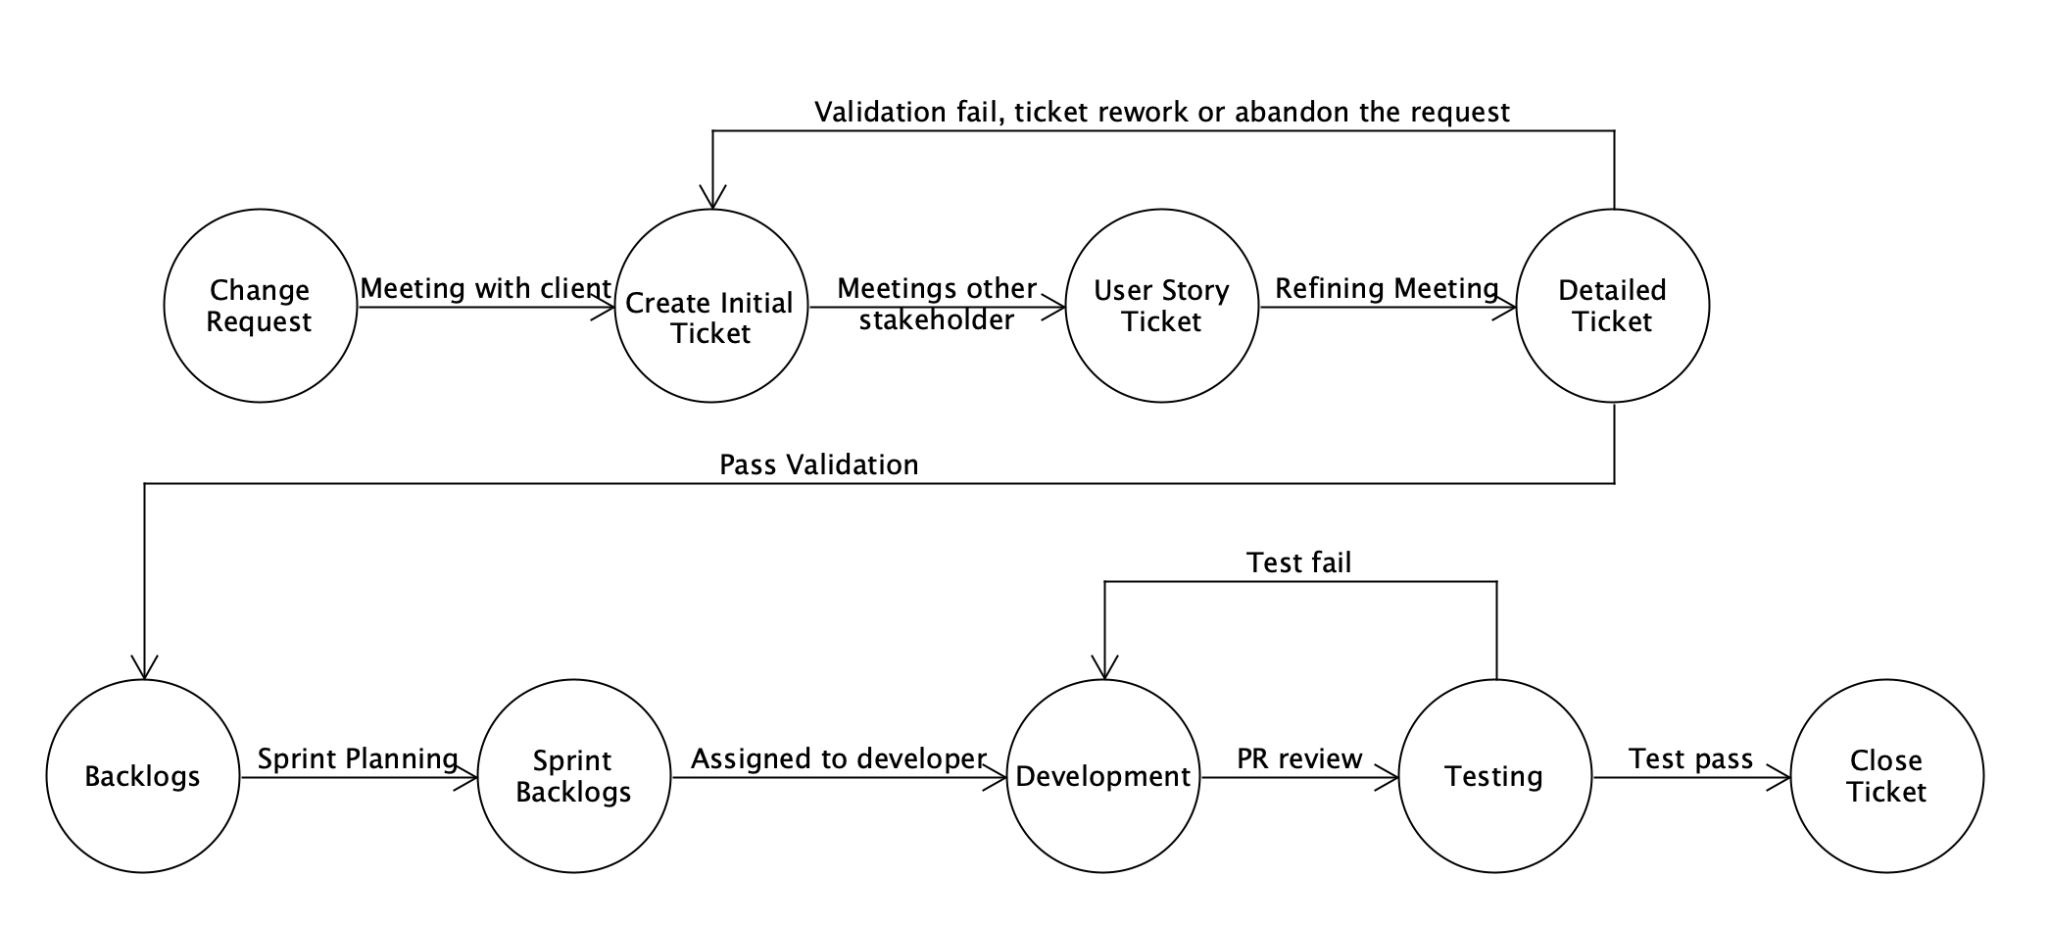 Validation fail, ticket rework or abandon the request
Change
Request
Meeting with client
Create Initial
Ticket
Meetings other
stakeholder
User Story
Ticket
Refining Meeting
Detailed
Ticket
Pass Validation
Test fail
Backlogs
Sprint Planning
Sprint
Backlogs
Assigned to developer
Development
PR review
Testing
Test pass
Close
Ticket